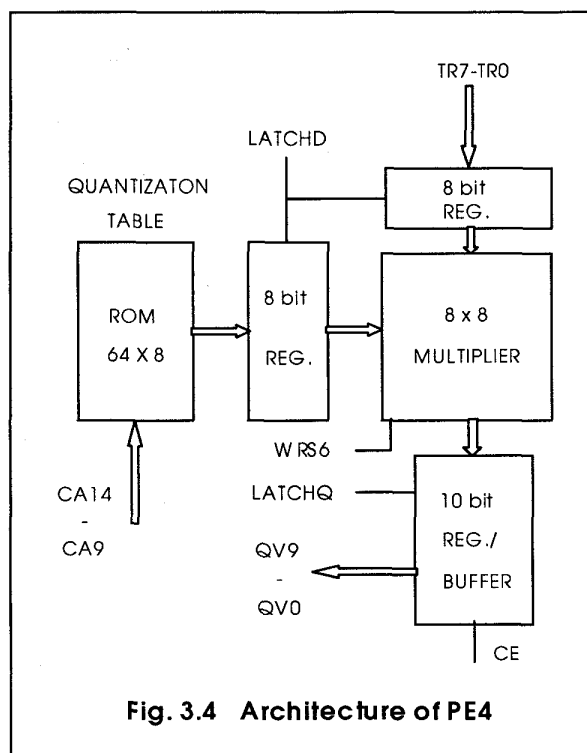 TR7-TR0
LATCHD
QUANTIZATON
TABLE
8 bit
REG.
ROM
64 X 8
8 bit
REG.
8 x 8
MULTIPLIER
WRS6
LATCHQ
CA14
-
CA9
QV9
-
QV0
10 bit
REG./
BUFFER
CE
Fig. 3.4 Architecture of PE4